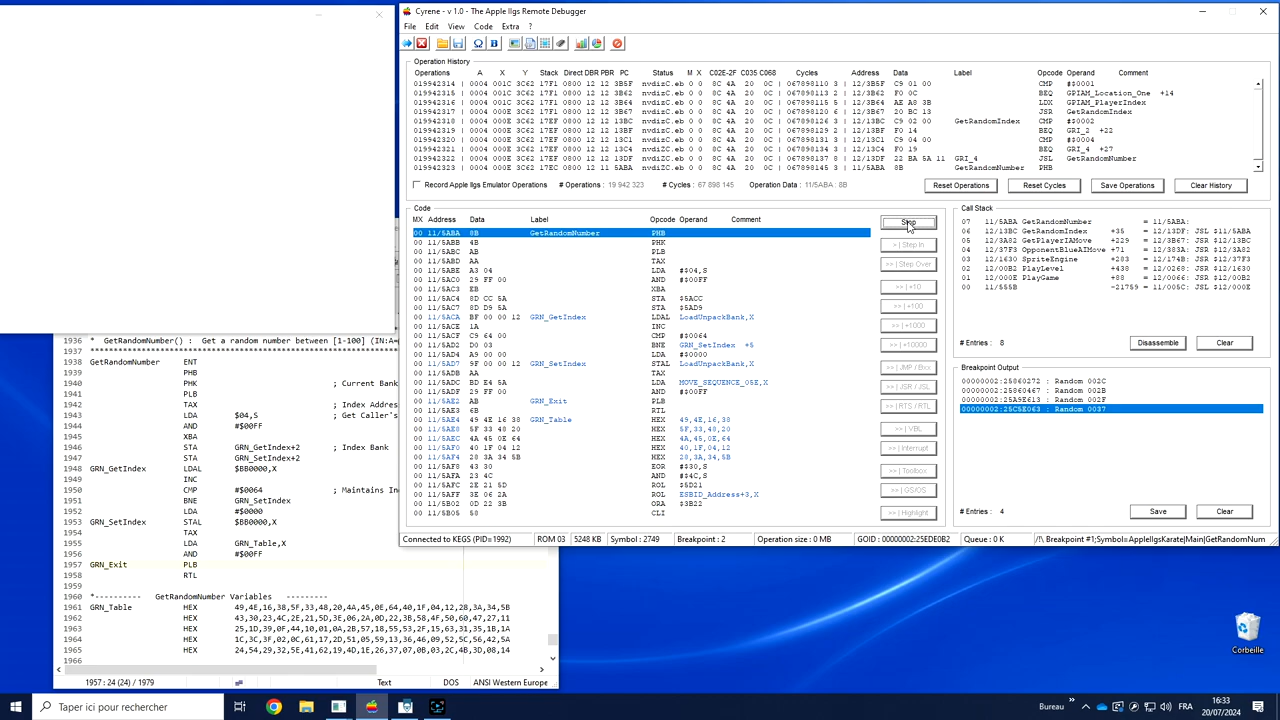 Cyrene - v 1.0 - The Apple IIgs Remote Debugger
File Edit View Code Extra ?
Operation History
Operations A X Y Stack Direct DBR PBR PC Status M X C02E-2F C035 C068 Cycles Address Data Label Opcode Operand Comment
019942314 | 0004 001C 3C62 17F1 0800 12 12 3B5F nvdizC.eb 0 0 8C 4A 20 0C | 067898110 3 | 12/3B5F C9 01 00 CMP #$0001
019942315 | 0004 001C 3C62 17F1 0800 12 12 3B62 nvdizC.eb 0 0 8C 4A 20 0C | 067898113 2 | 12/3B62 F0 0C BEQ GPIAM_Location_One +14
019942316 | 0004 001C 3C62 17F1 0800 12 12 3B64 nvdizC.eb 0 0 8C 4A 20 0C | 067898115 5 | 12/3B64 AE A8 3B LDX GPIAM_PlayerIndex
019942317 | 0004 000E 3C62 17F1 0800 12 12 3B67 nvdizC.eb 0 0 8C 4A 20 0C | 067898120 6 | 12/3B67 20 BC 13 JSR GetRandomIndex
019942318 | 0004 000E 3C62 17EF 0800 12 12 13BC nvdizC.eb 0 0 8C 4A 20 0C | 067898126 3 | 12/13BC C9 02 00 GetRandomIndex CMP #$0002
019942319 | 0004 000E 3C62 17EF 0800 12 12 13BF nvdizC.eb 0 0 8C 4A 20 0C | 067898129 2 | 12/13BF F0 14 BEQ GRI_2 +22
019942320 | 0004 000E 3C62 17EF 0800 12 12 13C1 nvdizC.eb 0 0 8C 4A 20 0C | 067898131 3 | 12/13C1 C9 04 00 CMP #$0004
019942321 | 0004 000E 3C62 17EF 0800 12 12 13C4 nvdiZC.eb 0 0 8C 4A 20 0C | 067898134 3 | 12/13C4 F0 19 BEQ GRI_4 +27
019942322 | 0004 000E 3C62 17EF 0800 12 12 13DF nvdiZC.eb 0 0 8C 4A 20 0C | 067898137 8 | 12/13DF 22 BA 5A 11 GRI_4 JSL GetRandomNumber
019942323 | 0004 000E 3C62 17EC 0800 12 11 5ABA nvdiZC.eb 0 0 8C 4A 20 0C | 067898145 3 | 11/5ABA 8B GetRandomNumber PHB
Record Apple IIgs Emulator Operations # Operations : 19 942 323 # Cycles : 67 898 145 Operation Data : 11/5ABA : 8B Reset Operations Reset Cycles Save Operations Clear History
Code
MX Address Data Label Opcode Operand Comment
00 11/5ABA 8B GetRandomNumber PHB
00 11/5ABB 4B PHK
00 11/5ABC AB PLB
00 11/5ABD AA TAX
00 11/5ABE A3 04 LDA #$04,S
00 11/5AC0 29 FF 00 AND #$00FF
00 11/5AC3 EB XBA
00 11/5AC4 8D CC 5A STA $5ACC
00 11/5AC7 8D D9 5A STA $5AD9
00 11/5ACA BF 00 00 12 GRN_GetIndex LDAL LoadUnpackBank,X
00 11/5ACE 1A INC
00 11/5ACF C9 64 00 CMP #$0064
00 11/5AD2 D0 03 BNE GRN_SetIndex +5
00 11/5AD4 A9 00 00 LDA #$0000
00 11/5AD7 9F 00 00 12 GRN_SetIndex STAL LoadUnpackBank,X
00 11/5ADB AA TAX
00 11/5ADC BD E4 5A LDA MOVE_SEQUENCE_05E,X
00 11/5ADF 29 FF 00 AND #$00FF
00 11/5AE2 AB GRN_Exit PLB
00 11/5AE3 6B RTL
00 11/5AE4 49 4E 16 38 GRN_Table HEX 49,4E,16,38
00 11/5AE8 5F 33 48 20 HEX 5F,33,48,20
00 11/5AEC 4A 45 0E 64 HEX 4A,45,0E,64
00 11/5AF0 40 1F 04 12 HEX 40,1F,04,12
00 11/5AF4 28 3A 34 5B HEX 28,3A,34,5B
00 11/5AF8 43 30 EOR #$30,S
00 11/5AFA 23 4C AND #$4C,S
00 11/5AFC 2E 21 5D ROL $5D21
00 11/5AFF 3E 06 2A ROL ESBID_Address+3,X
00 11/5B02 0D 22 3B ORA $3B22
00 11/5B05 58 CLI
Stop
> | Step In
>> | Step Over
>> | +10
>> | +100
>> | +1000
>> | +10000
>> | JMP / Bxx
>> | JSR / JSL
>> | RTS / RTL
>> | VBL
>> | Interrupt
>> | Toolbox
>> | GS/OS
>> | Highlight
Call Stack
07 11/5ABA GetRandomNumber = 11/5ABA:
06 12/13BC GetRandomIndex +35 = 12/13DF: JSL $11/5ABA
05 12/3A82 GetPlayerIAMove +229 = 12/3B67: JSR $12/13BC
04 12/37F3 OpponentBlueAIMove +71 = 12/383A: JSR $12/3A82
03 12/1630 SpriteEngine +283 = 12/174B: JSR $12/37F3
02 12/00B2 PlayLevel +438 = 12/0268: JSR $12/1630
01 12/000E PlayGame +88 = 12/0066: JSR $12/00B2
00 11/555B -21759 = 11/005C: JSL $12/000E
# Entries : 8 Disassemble Clear
Breakpoint Output
00000002:25860272 : Random 002C
00000002:25860467 : Random 002B
00000002:25A9E613 : Random 002F
00000002:25C5E063 : Random 0037
# Entries : 4 Save Clear
Connected to KEGS (PID=1992) ROM 03 5248 KB Symbol : 2749 Breakpoint : 2 Operation size : 0 MB GOID : 00000002:25EDE0B2 Queue : 0 K /!\ Breakpoint #1;Symbol=AppleIIgsKarate|Main|GetRandomNum
1936 * GetRandomNumber() : Get a random number between [1-100] (IN:A=
1937 ****************************************************************
1938 GetRandomNumber ENT
1939 PHB
1940 PHK ; Current Bank
1941 PLB
1942 TAX ; Index Addres
1943 LDA $04,S ; Get Caller's
1944 AND #$00FF
1945 XBA
1946 STA GRN_GetIndex+2 ; Index Bank
1947 STA GRN_SetIndex+2
1948 GRN_GetIndex LDAL $BB0000,X
1949 INC
1950 CMP #$0064 ; Maintains In
1951 BNE GRN_SetIndex
1952 LDA #$0000
1953 GRN_SetIndex STAL $BB0000,X
1954 TAX
1955 LDA GRN_Table,X
1956 AND #$00FF
1957 GRN_Exit PLB
1958 RTL
1959
1960 *---------- GetRandomNumber Variables ---------
1961 GRN_Table HEX 49,4E,16,38,5F,33,48,20,4A,45,0E,64,40,1F,04,12,28,3A,34,5B
1962 HEX 43,30,23,4C,2E,21,5D,3E,06,2A,0D,22,3B,58,4F,50,60,47,27,11
1963 HEX 25,1D,39,0F,44,10,01,0A,2B,57,18,55,53,2F,15,63,31,35,1B,1A
1964 HEX 1C,3C,3F,02,0C,61,17,2D,51,05,59,13,36,46,09,52,5C,56,42,5A
1965 HEX 24,54,29,32,5E,41,62,19,4D,1E,26,37,07,0B,03,2C,4B,3D,08,14
1966
1957 : 24 (24) / 1979 Text DOS ANSI Western Europe
Corbeille
Taper ici pour rechercher
Bureau » FRA 16:33
20/07/2024